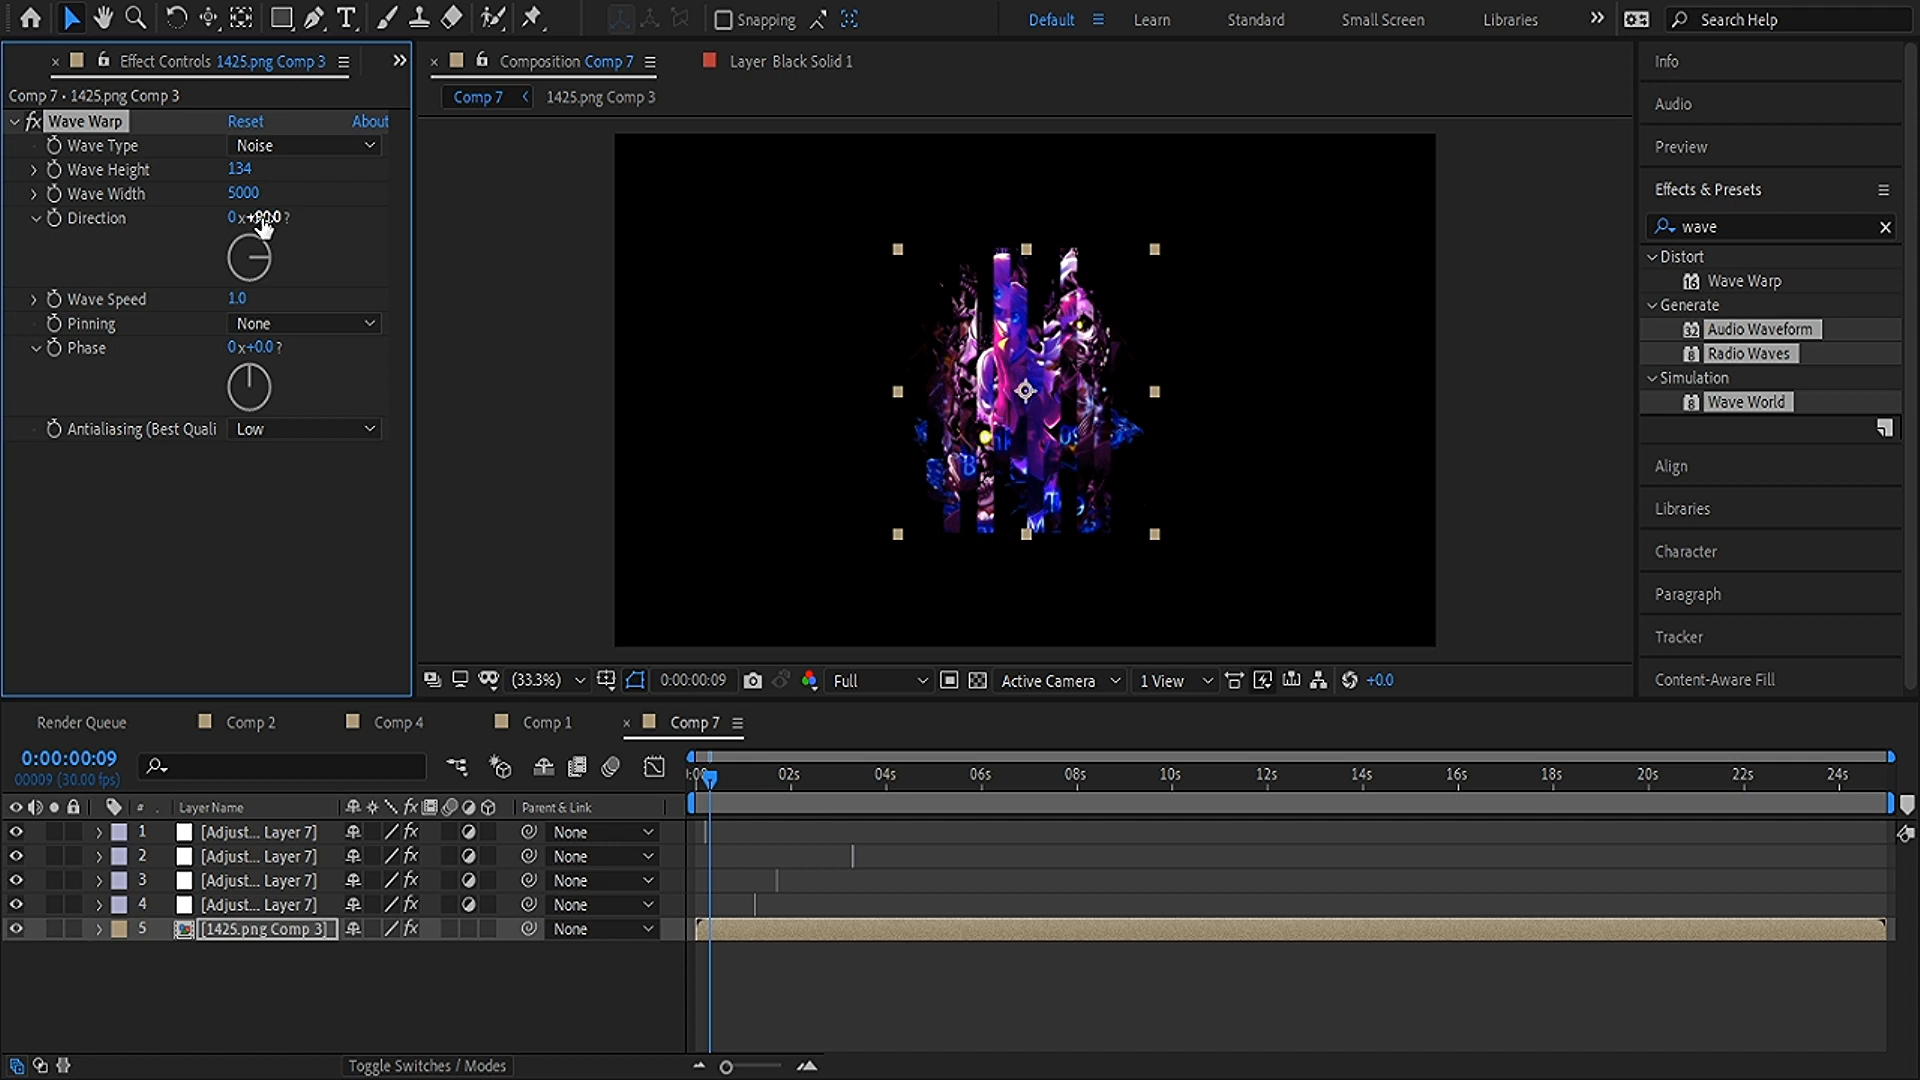 Snapping
Default
Learn
Standard
Small Screen
Libraries
Search Help
Effect Controls 1425.png Comp 3
Composition Comp 7
Layer Black Solid 1
Info
Comp 7 • 1425.png Comp 3
Comp 7
1425.png Comp 3
Audio
fx Wave Warp
Reset
About
Wave Type
Noise
Preview
Wave Height
134
Wave Width
5000
Effects & Presets
Direction
0
wave
Distort
Wave Warp
Generate
Wave Speed
1.0
Audio Waveform
Pinning
None
Radio Waves
Phase
0x+0.0?
Simulation
Wave World
Antialiasing (Best Quali
Low
Align
Libraries
Character
Paragraph
Tracker
(33.3%)
0:00:00:09
Full
Active Camera
1 View
+0.0
Content-Aware Fill
Render Queue
Comp 2
Comp 4
Comp 1
Comp 7
0:00:00:09
00009 (30.00 fps)
02s
04s
06s
08s
10s
12s
14s
16s
18s
20s
22s
24s
#
Layer Name
fx
Parent & Link
1
[Adjust... Layer 7]
fx
None
2
[Adjust... Layer 7]
fx
None
3
[Adjust... Layer 7]
fx
None
4
[Adjust... Layer 7]
fx
None
5
[1425.png Comp 3]
fx
None
Toggle Switches / Modes